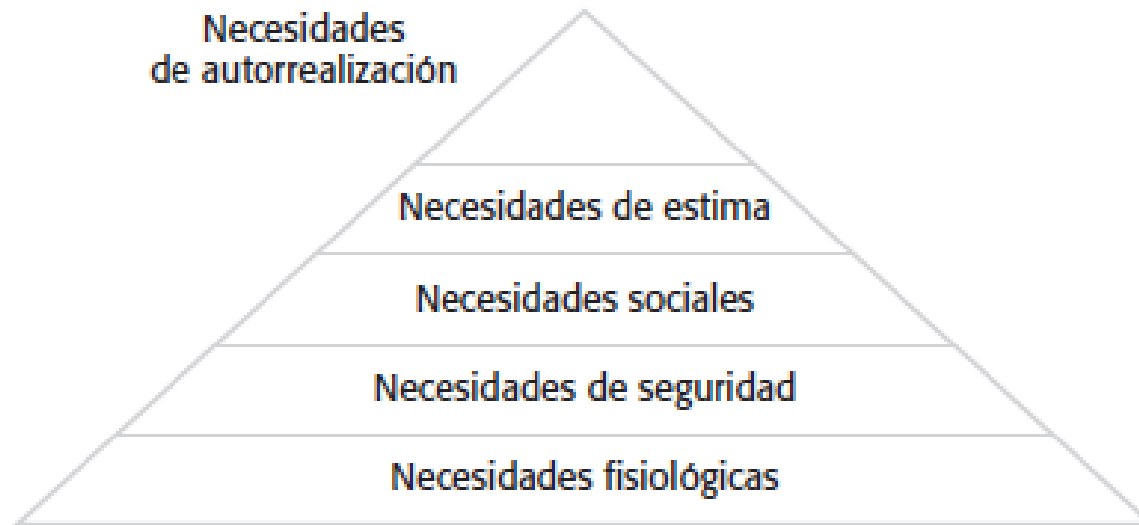 Necesidades
de autorrealización
Necesidades de estima
Necesidades sociales
Necesidades de seguridad
Necesidades fisiológicas